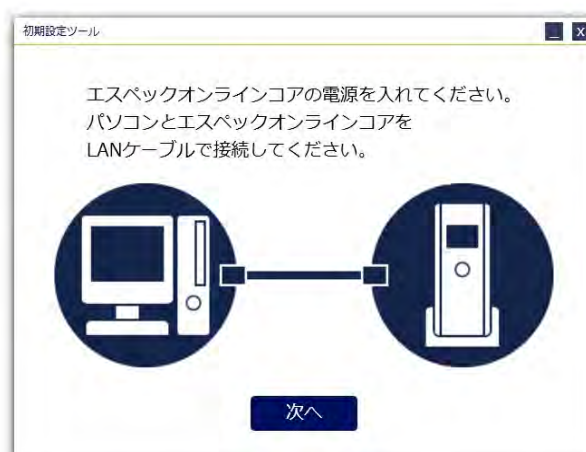 初期設定ツール
_ X
エスペックオンラインコアの電源を入れてください。
パソコンとエスペックオンラインコアを
LANケーブルで接続してください。
次へ